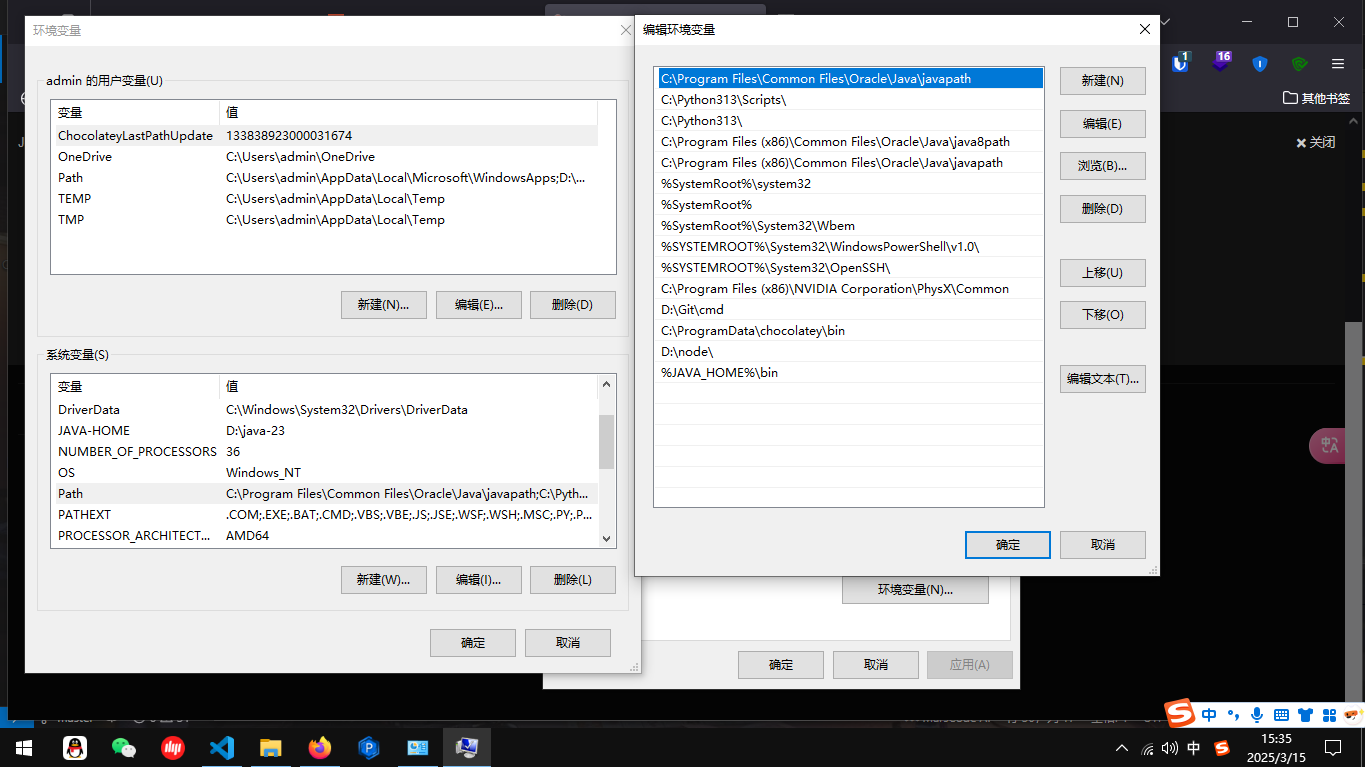 环境变量
admin 的用户变量(U)
变量 值
ChocolateyLastPathUpdate 133838923000031674
OneDrive C:\Users\admin\OneDrive
Path C:\Users\admin\AppData\Local\Microsoft\WindowsApps;D:\...
TEMP C:\Users\admin\AppData\Local\Temp
TMP C:\Users\admin\AppData\Local\Temp
新建(N)... 编辑(E)... 删除(D)
系统变量(S)
变量 值
DriverData C:\Windows\System32\Drivers\DriverData
JAVA-HOME D:\java-23
NUMBER_OF_PROCESSORS 36
OS Windows_NT
Path C:\Program Files\Common Files\Oracle\Java\javapath;C:\Pyth...
PATHEXT .COM;.EXE;.BAT;.CMD;.VBS;.VBE;.JS;.JSE;.WSF;.WSH;.MSC;.PY;.P...
PROCESSOR_ARCHITECT... AMD64
新建(W)... 编辑(I)... 删除(L)
确定 取消
编辑环境变量
C:\Program Files\Common Files\Oracle\Java\javapath
C:\Python313\Scripts\
C:\Python313\
C:\Program Files (x86)\Common Files\Oracle\Java\java8path
C:\Program Files (x86)\Common Files\Oracle\Java\javapath
%SystemRoot%\system32
%SystemRoot%
%SystemRoot%\System32\Wbem
%SYSTEMROOT%\System32\WindowsPowerShell\v1.0\
%SYSTEMROOT%\System32\OpenSSH\
C:\Program Files (x86)\NVIDIA Corporation\PhysX\Common
D:\Git\cmd
C:\ProgramData\chocolatey\bin
D:\node\
%JAVA_HOME%\bin
新建(N)
编辑(E)
浏览(B)...
删除(D)
上移(U)
下移(O)
编辑文本(T)...
确定 取消
环境变量(N)...
确定 取消 应用(A)
1 16
其他书签
关闭
中
15:35
中
2025/3/15